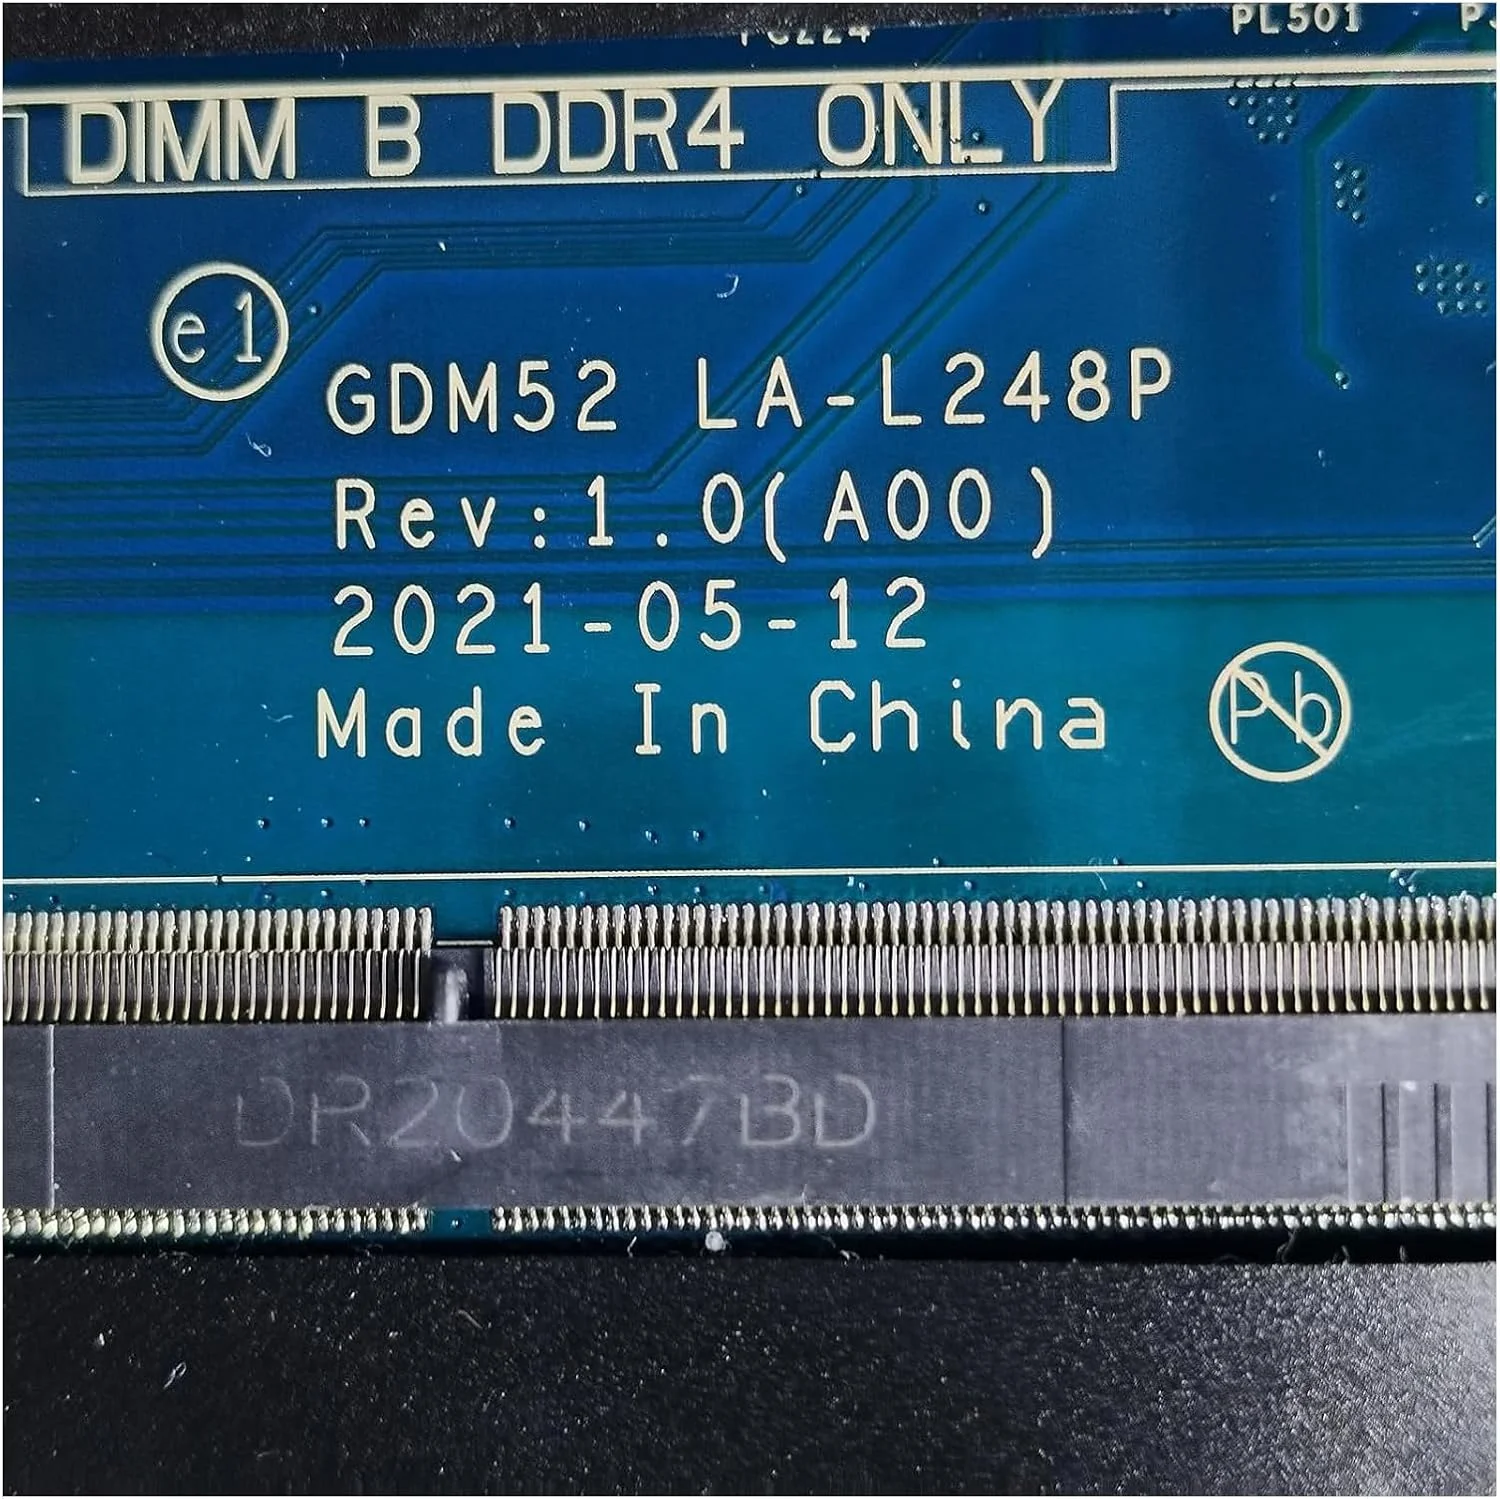 PL501
DIMM B DDR4 ONLY
e1
GDM52 LA-L248P
Rev:1.0(A00)
2021-05-12
Made In China
Pb
DR20447BD